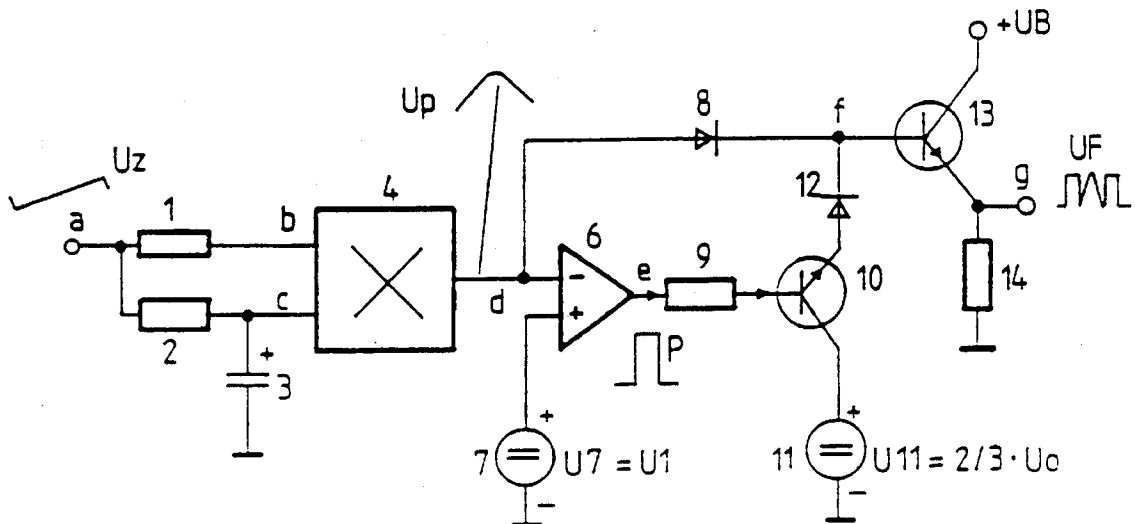 +UB
Up
8
f
13
Uz
4
12
UF
g
a
1
b
6
d
e
9
10
14
2
c
+
3
-
+
P
+
7
U7 = U1
-
+
11
U11 = 2/3 · Uo
-